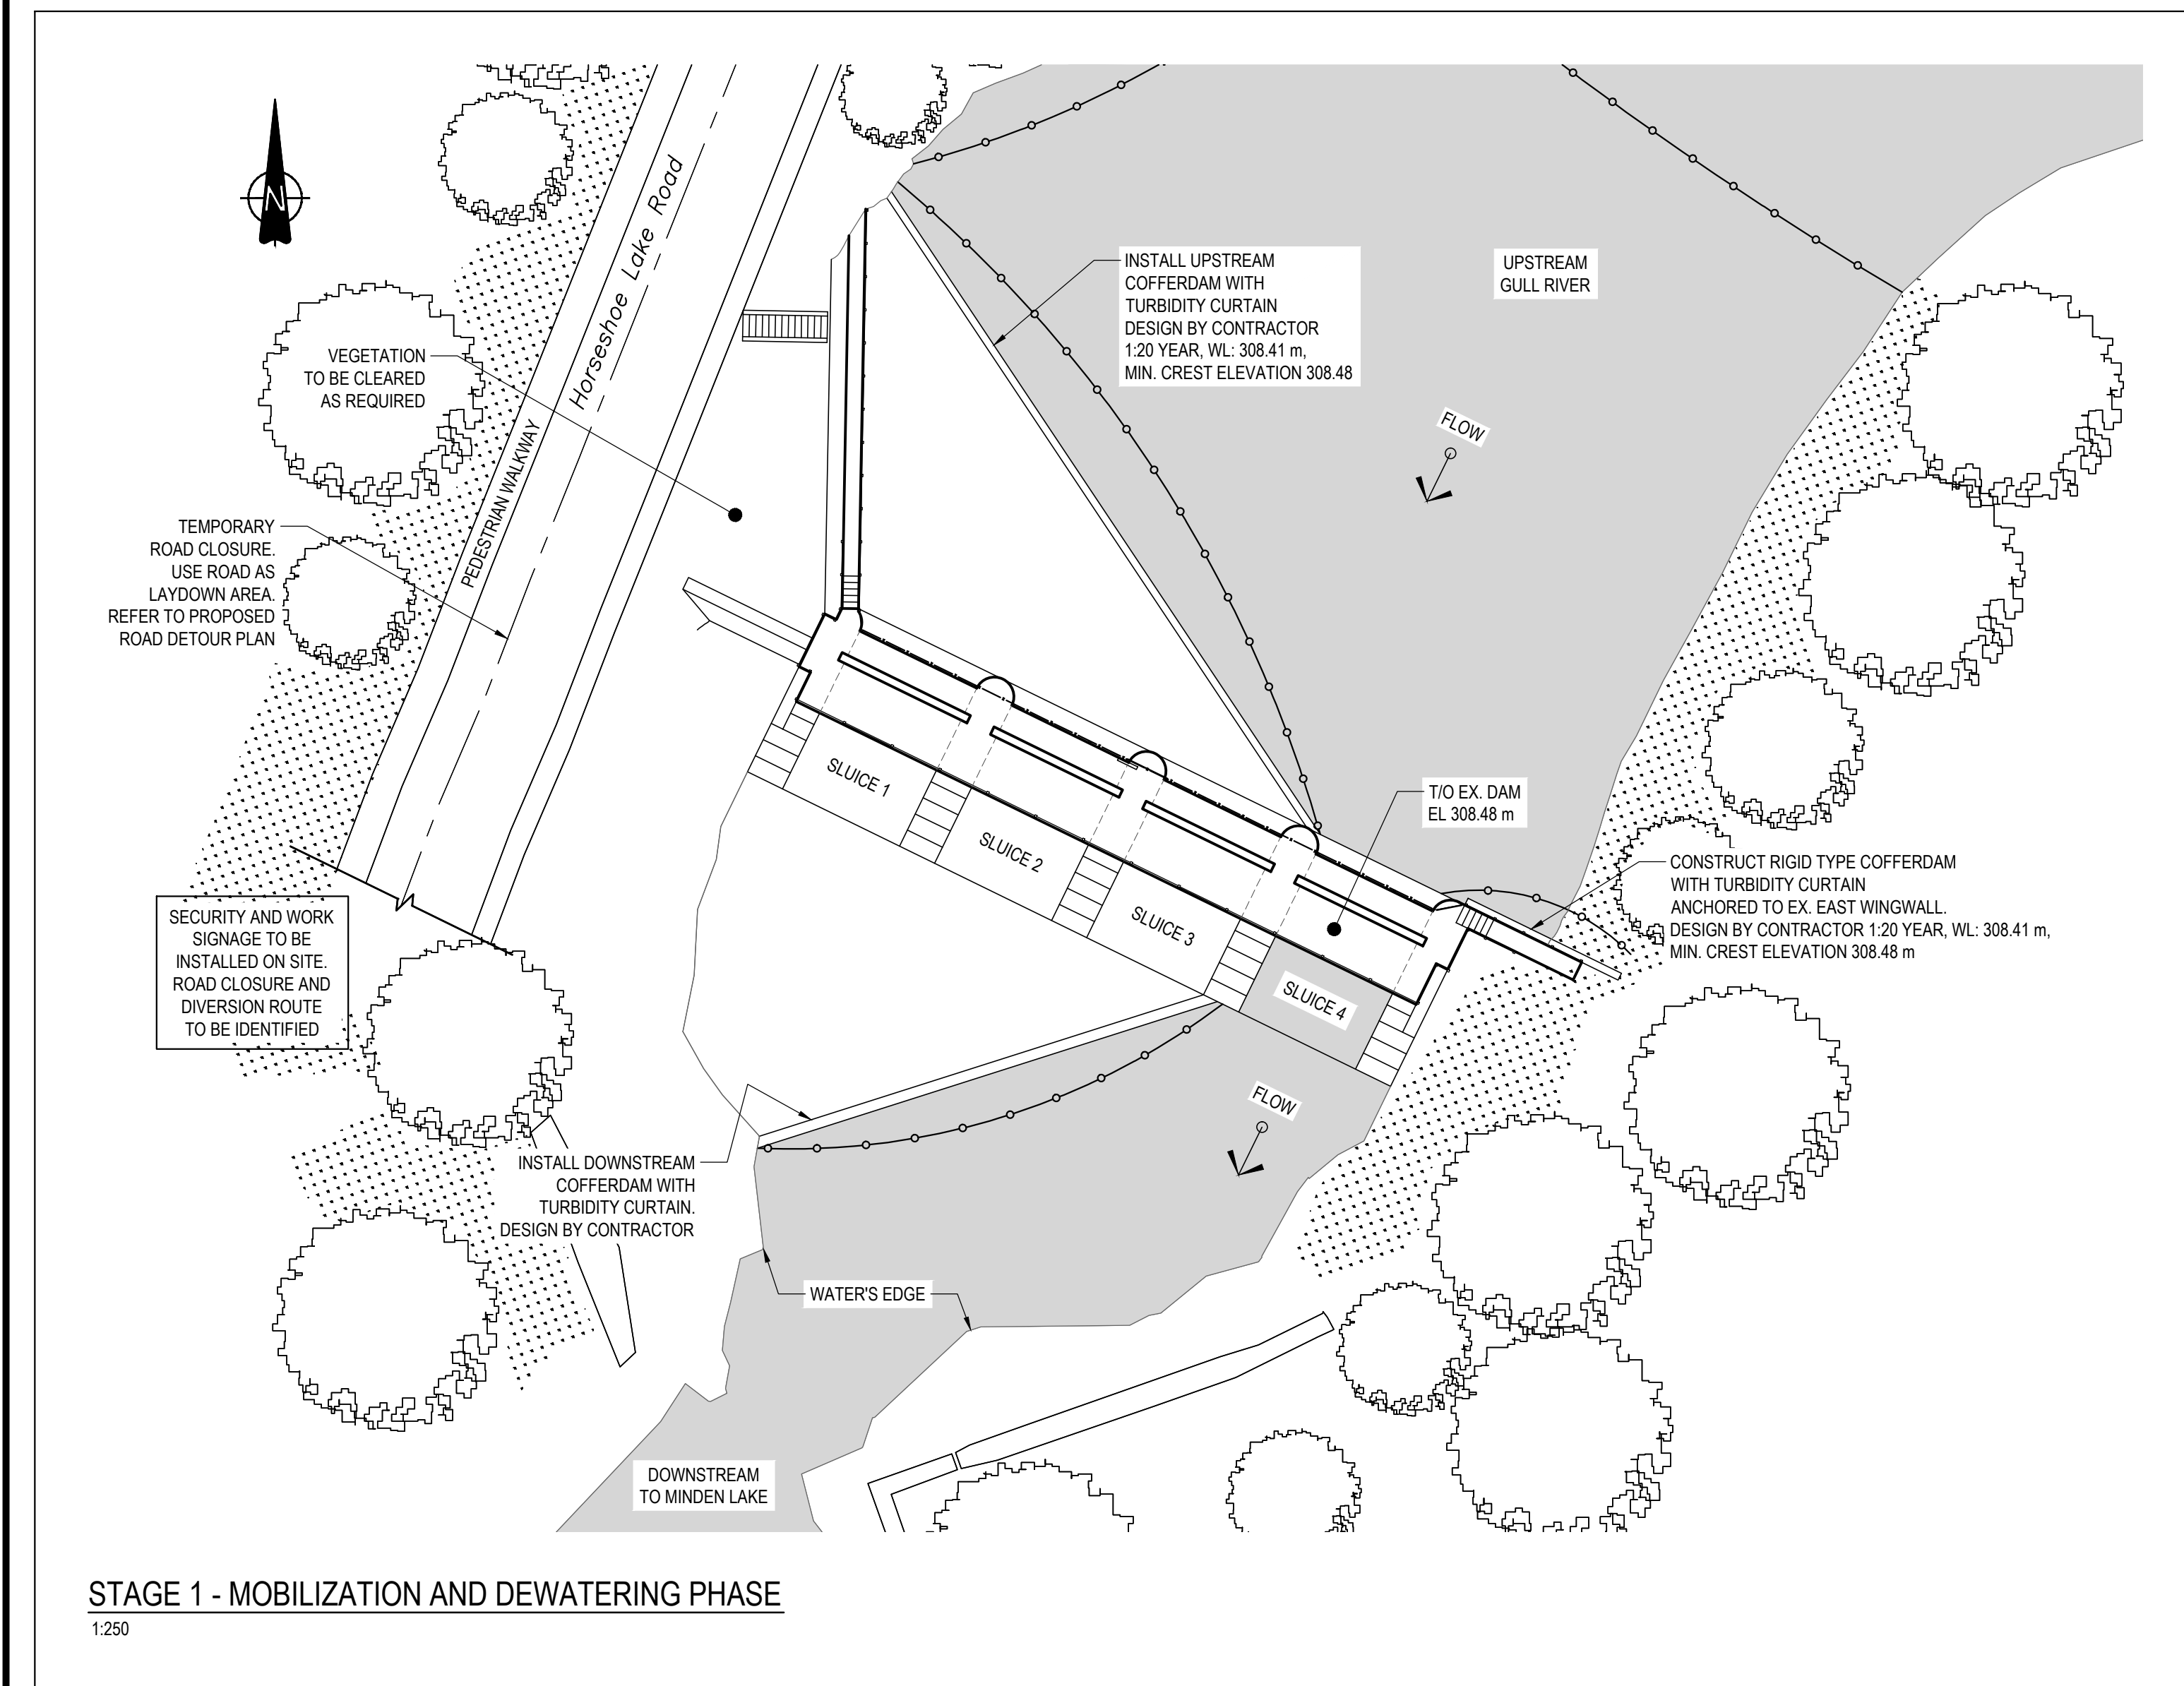 N
Horseshoe Lake Road
PEDESTRIAN WALKWAY
INSTALL UPSTREAM
COFFERDAM WITH
TURBIDITY CURTAIN
DESIGN BY CONTRACTOR
1:20 YEAR, WL: 308.41 m,
MIN. CREST ELEVATION 308.48
UPSTREAM
GULL RIVER
VEGETATION
TO BE CLEARED
AS REQUIRED
FLOW
TEMPORARY
ROAD CLOSURE.
USE ROAD AS
LAYDOWN AREA.
REFER TO PROPOSED
ROAD DETOUR PLAN
SLUICE 1
SLUICE 2
SLUICE 3
SLUICE 4
T/O EX. DAM
EL 308.48 m
CONSTRUCT RIGID TYPE COFFERDAM
WITH TURBIDITY CURTAIN
ANCHORED TO EX. EAST WINGWALL.
DESIGN BY CONTRACTOR 1:20 YEAR, WL: 308.41 m,
MIN. CREST ELEVATION 308.48 m
SECURITY AND WORK
SIGNAGE TO BE
INSTALLED ON SITE.
ROAD CLOSURE AND
DIVERSION ROUTE
TO BE IDENTIFIED
FLOW
INSTALL DOWNSTREAM
COFFERDAM WITH
TURBIDITY CURTAIN.
DESIGN BY CONTRACTOR
WATER'S EDGE
DOWNSTREAM
TO MINDEN LAKE
STAGE 1 - MOBILIZATION AND DEWATERING PHASE
1:250